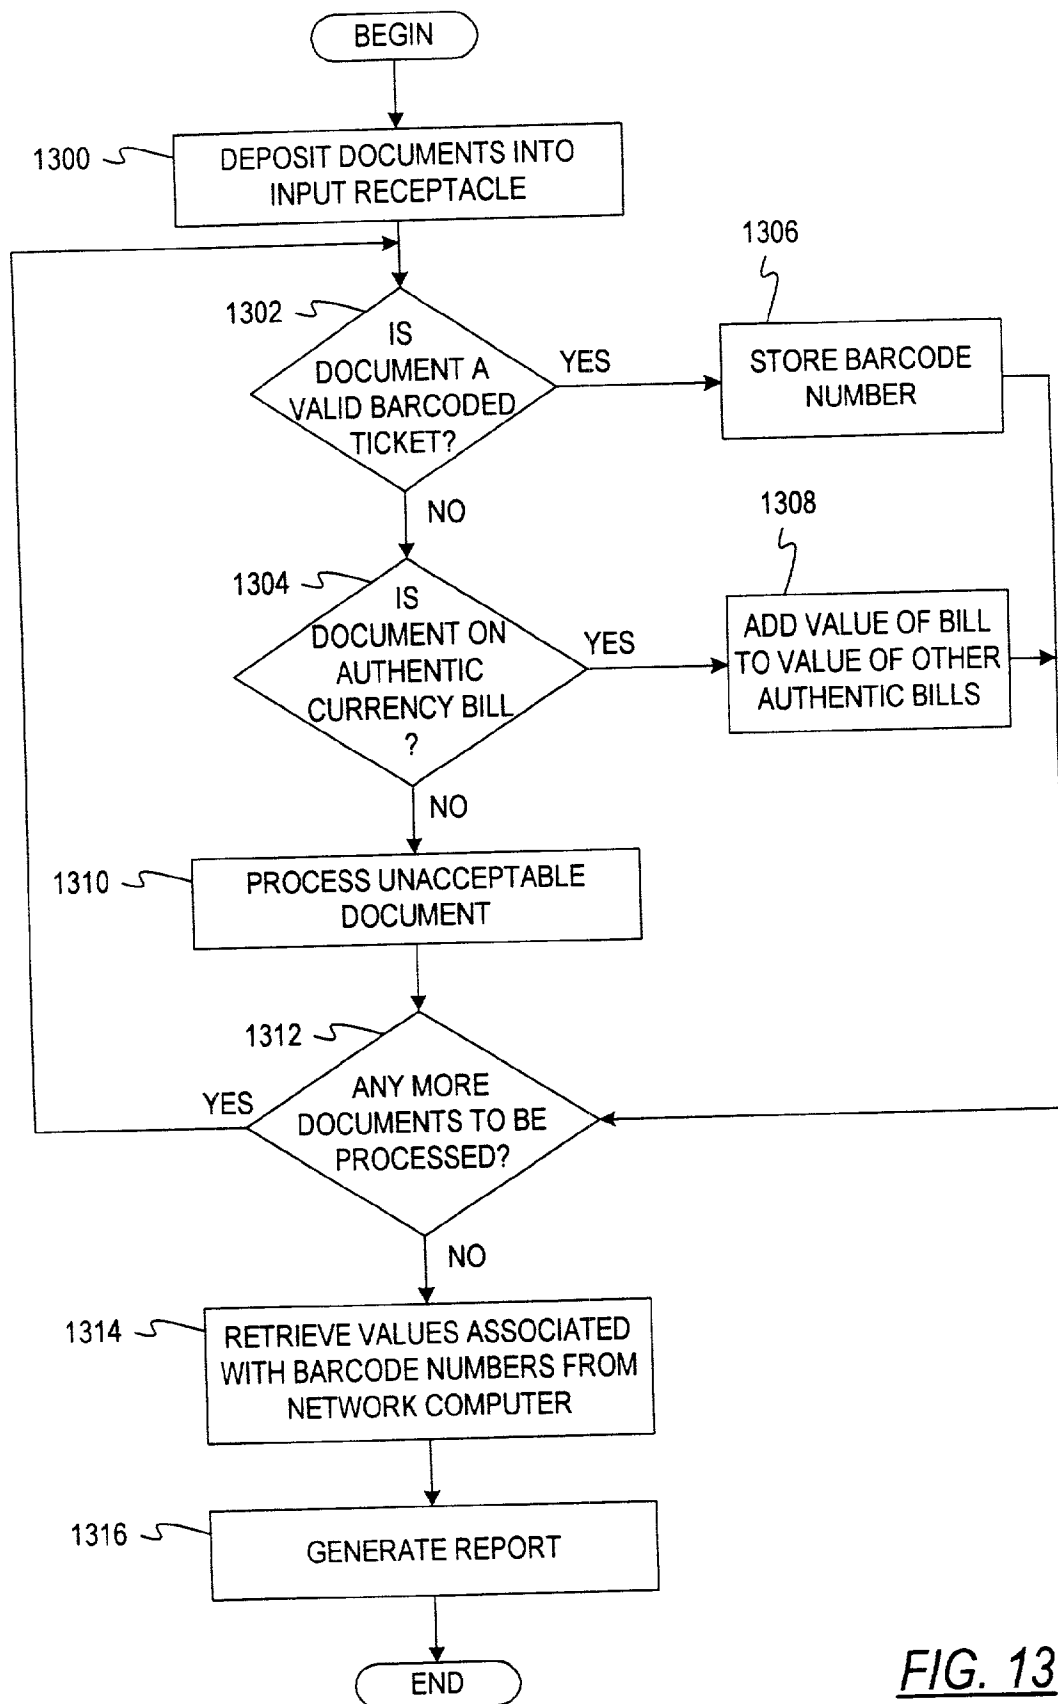 BEGIN
1300
DEPOSIT DOCUMENTS INTO
INPUT RECEPTACLE
1302
IS
DOCUMENT A
VALID BARCODED
TICKET?
YES
1306
STORE BARCODE
NUMBER
NO
1304
IS
DOCUMENT ON
AUTHENTIC
CURRENCY BILL
?
YES
1308
ADD VALUE OF BILL
TO VALUE OF OTHER
AUTHENTIC BILLS
NO
1310
PROCESS UNACCEPTABLE
DOCUMENT
1312
ANY MORE
DOCUMENTS TO BE
PROCESSED?
YES
NO
1314
RETRIEVE VALUES ASSOCIATED
WITH BARCODE NUMBERS FROM
NETWORK COMPUTER
1316
GENERATE REPORT
END
FIG. 13